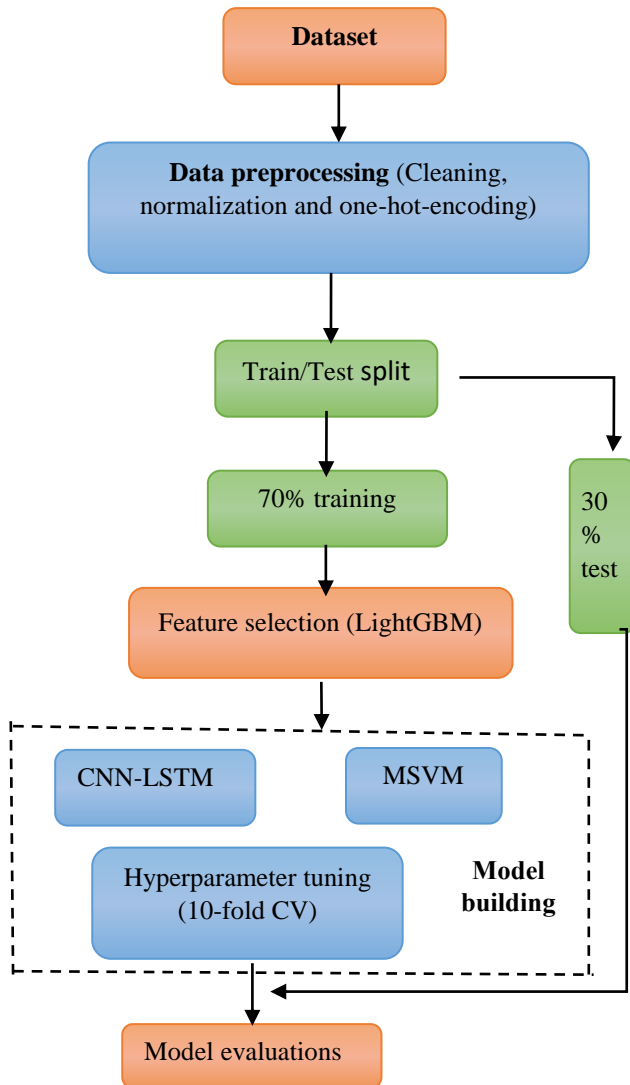 Dataset
Data preprocessing (Cleaning,
normalization and one-hot-encoding)
Train/Test split
70% training
30
%
test
Feature selection (LightGBM)
CNN-LSTM
MSVM
Hyperparameter tuning
(10-fold CV)
Model
building
Model evaluations